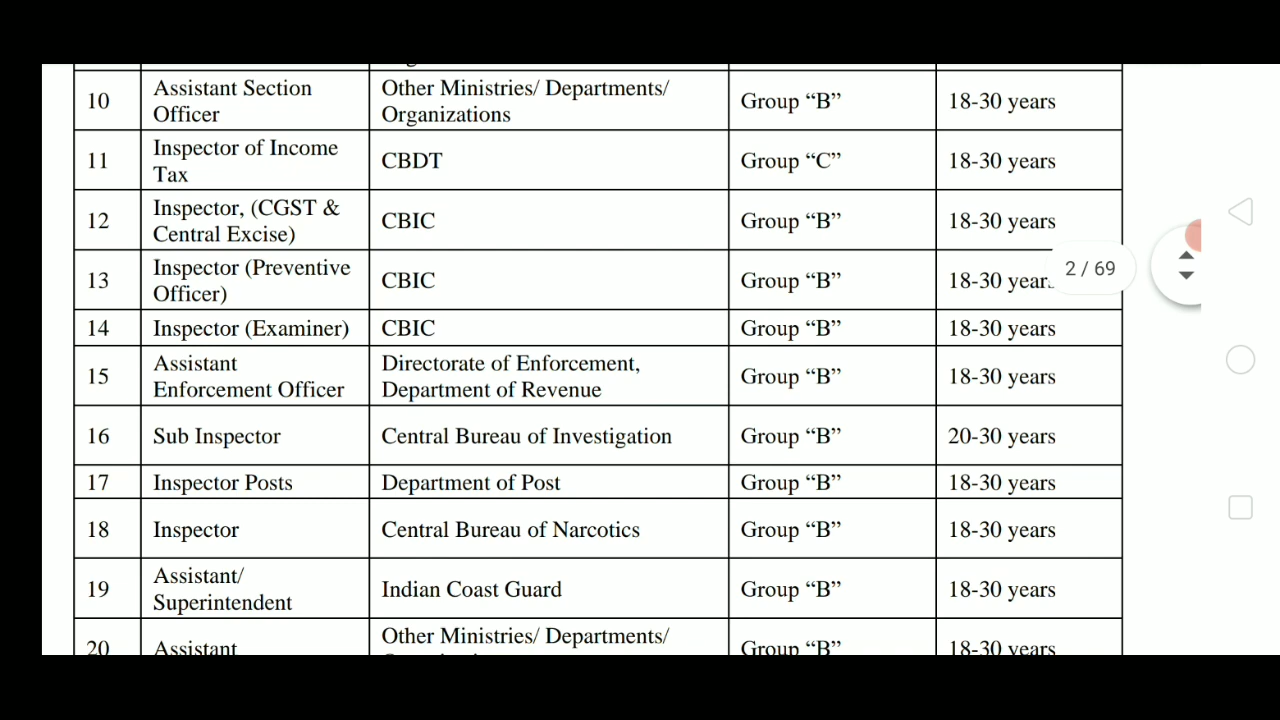 10 Assistant Section Officer Other Ministries/ Departments/ Organizations Group “B” 18-30 years
11 Inspector of Income Tax CBDT Group “C” 18-30 years
12 Inspector, (CGST & Central Excise) CBIC Group “B” 18-30 years
13 Inspector (Preventive Officer) CBIC Group “B” 18-30 years
2 / 69
14 Inspector (Examiner) CBIC Group “B” 18-30 years
15 Assistant Enforcement Officer Directorate of Enforcement, Department of Revenue Group “B” 18-30 years
16 Sub Inspector Central Bureau of Investigation Group “B” 20-30 years
17 Inspector Posts Department of Post Group “B” 18-30 years
18 Inspector Central Bureau of Narcotics Group “B” 18-30 years
19 Assistant/ Superintendent Indian Coast Guard Group “B” 18-30 years
20 Assistant Other Ministries/ Departments/ Group “B” 18-30 years